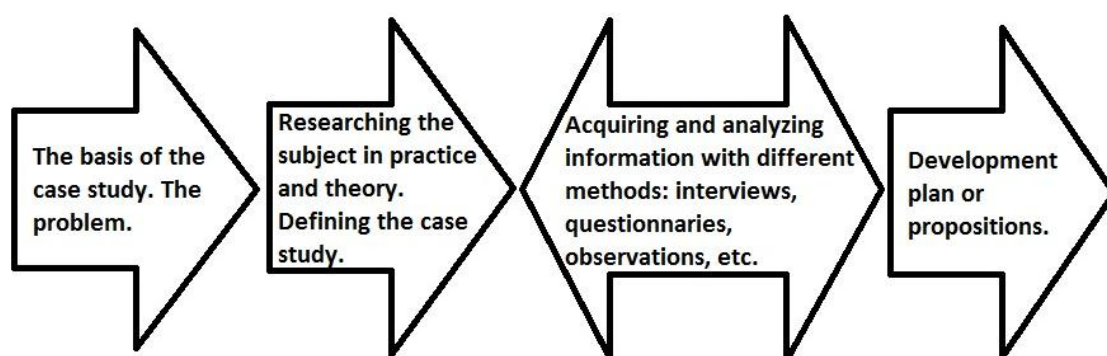 The basis of the
case study. The
problem.
Researching the
subject in practice
and theory.
Defining the case
study.
Acquiring and analyzing
information with different
methods: interviews,
questionnaries,
observations, etc.
Development
plan or
propositions.